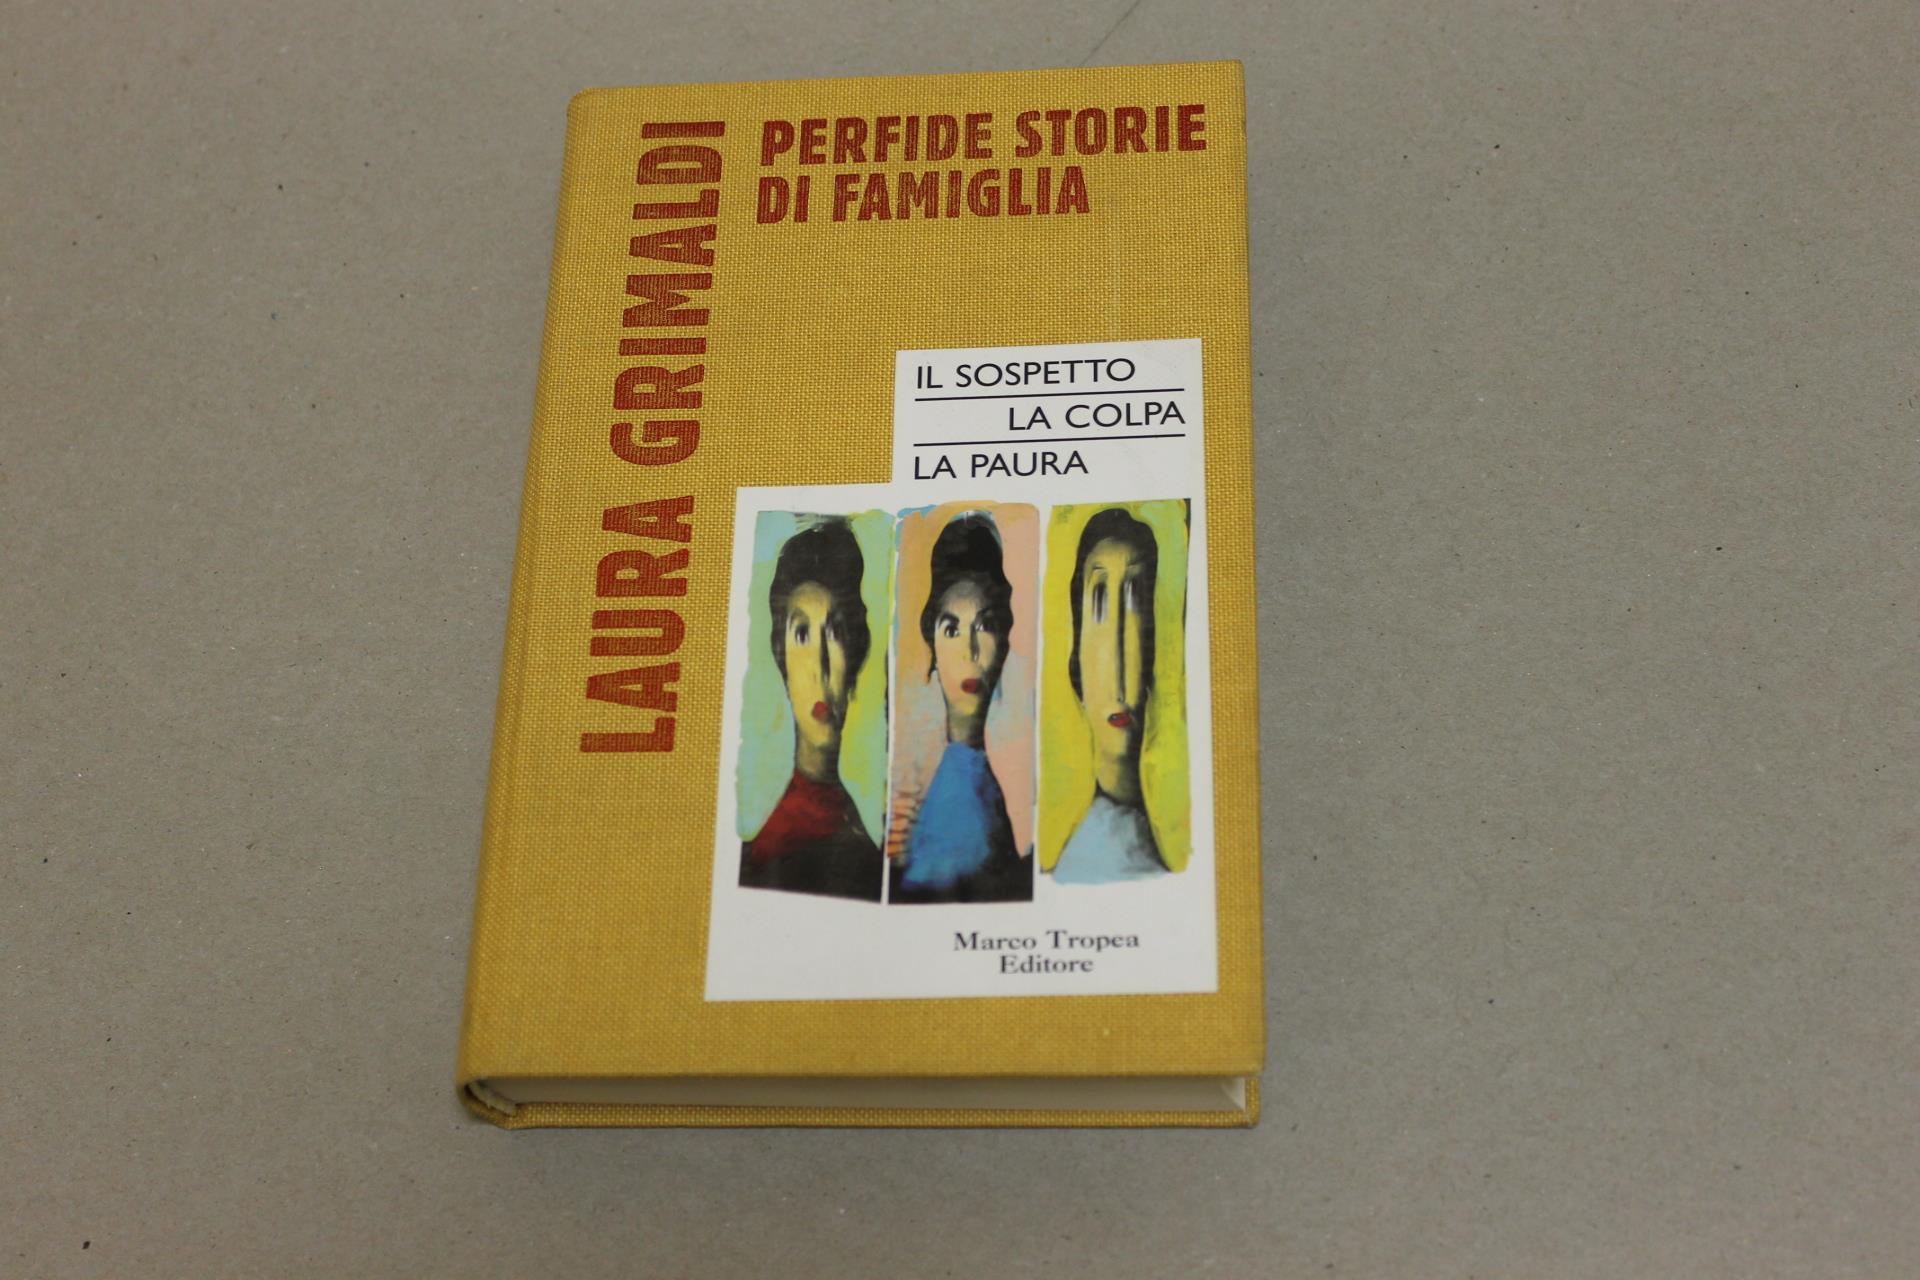 LAURA GRIMALDI
PERFIDE STORIE
DI FAMIGLIA
IL SOSPETTO
LA COLPA
LA PAURA
Marco Tropea
Editore